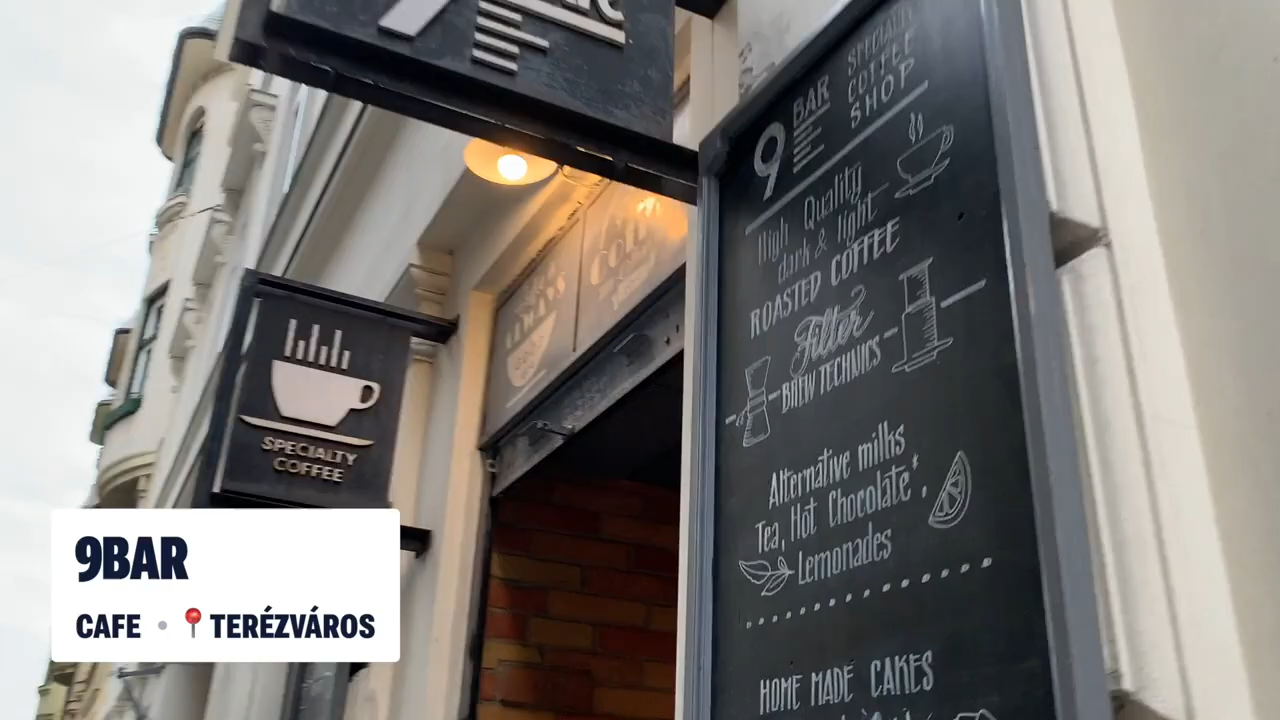 9
BAR
SPECIALTY
COFFEE
SHOP
High Quality
dark & light
ROASTED COFFEE
Filter
BREW TECHNICS
Alternative milks
Tea, Hot Chocolate*,
Lemonades
HOME MADE CAKES
ALWAYS
SPECIALTY
COFFEE
9BAR
CAFE • 📍 TERÉZVÁROS